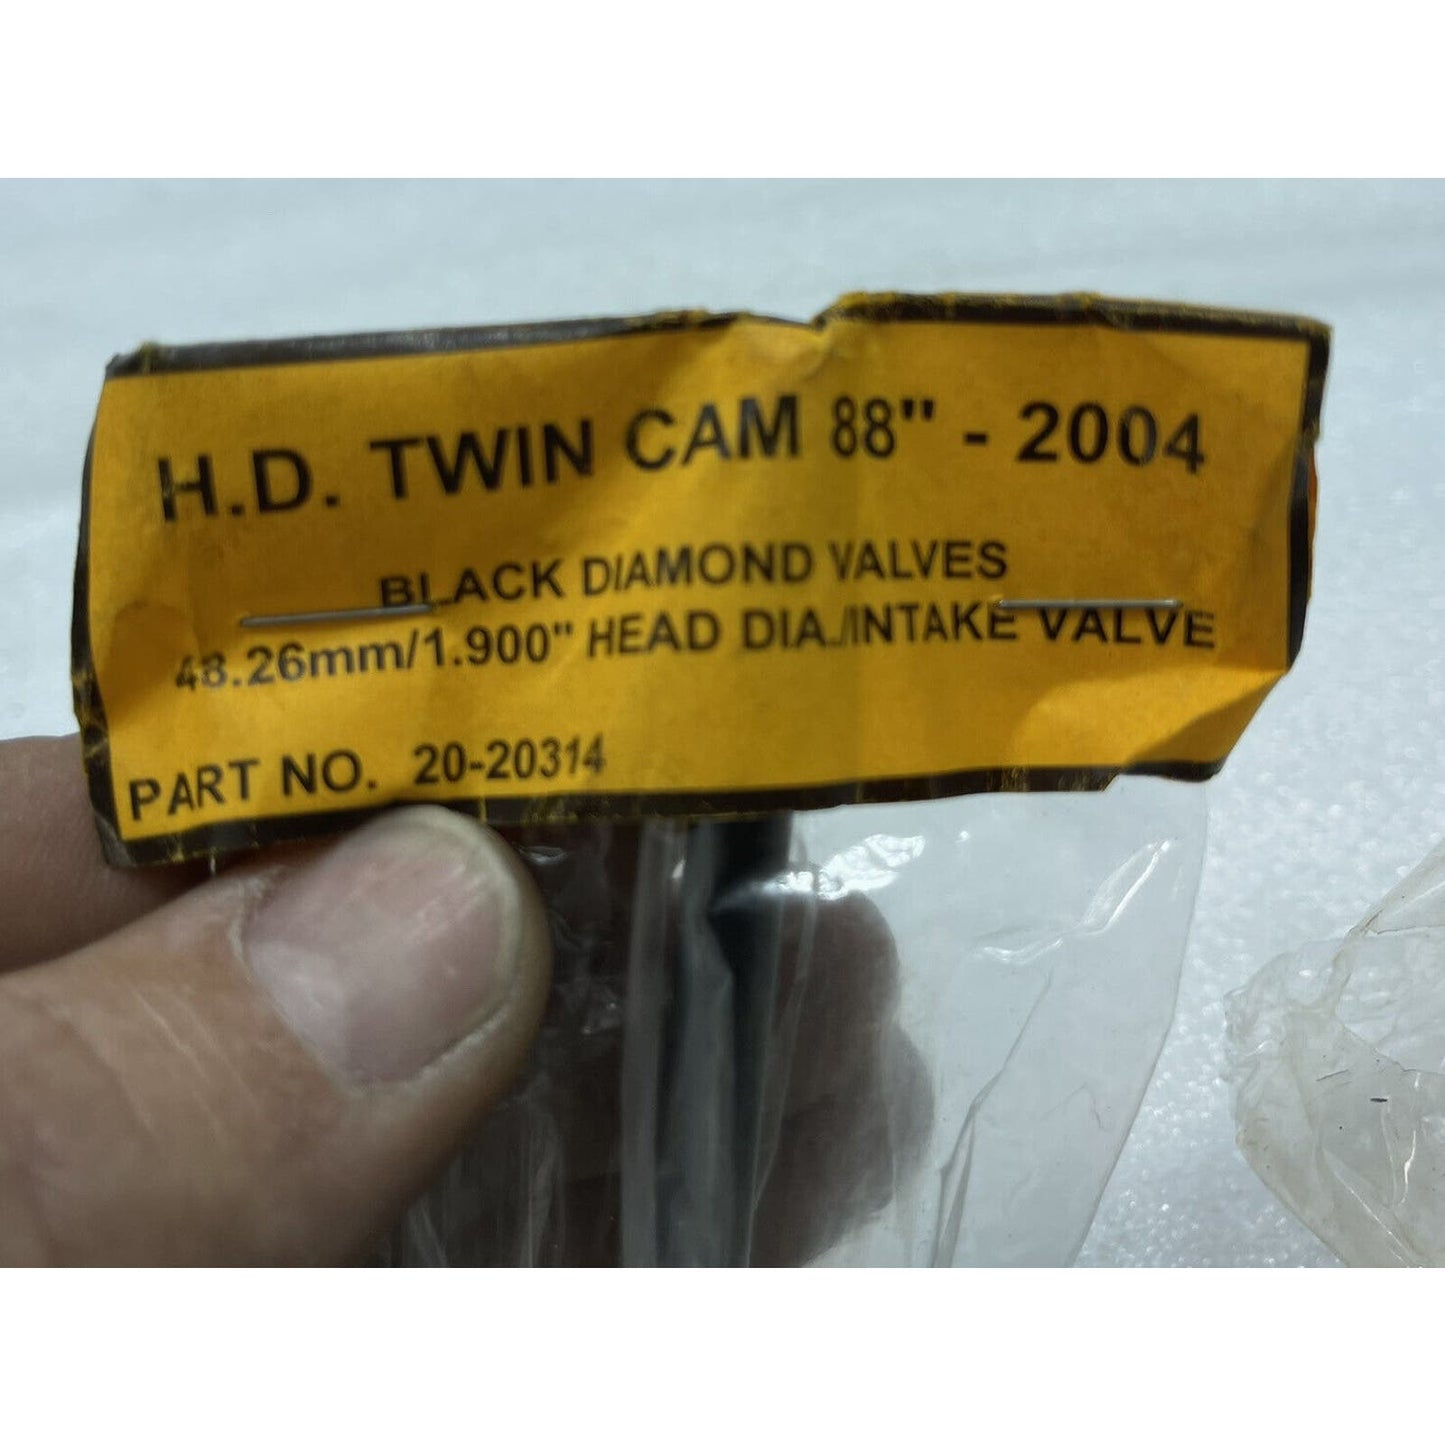 H.D. TWIN CAM 88" - 2004
BLACK DIAMOND VALVES
48.26mm/1.900" HEAD DIA./INTAKE VALVE
PART NO. 20-20314